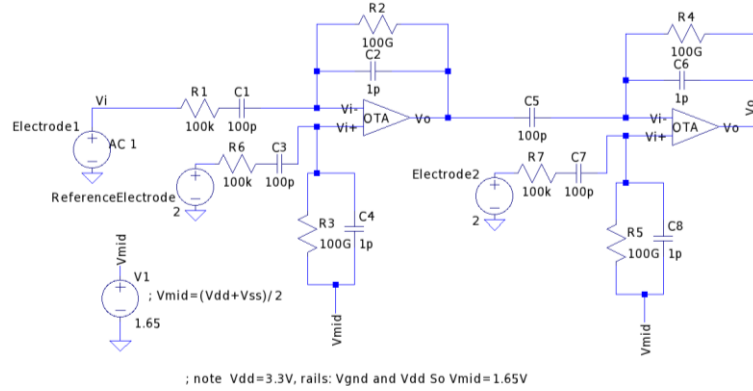 R2
100G
C2
1p
R4
100G
C6
1p
Vi
R1
100k
C1
100p
Vi-
Vi+
OTA
Vo
C5
100p
Vi-
Vi+
OTA
Vo
Vo
Electrode1
AC 1
R6
100k
C3
100p
ReferenceElectrode
2
Electrode2
2
R7
100k
C7
100p
R3
100G
C4
1p
R5
100G
C8
1p
Vmid
V1
; Vmid=(Vdd+Vss)/2
1.65
Vmid
Vmid
; note Vdd=3.3V, rails: Vgnd and Vdd So Vmid=1.65V